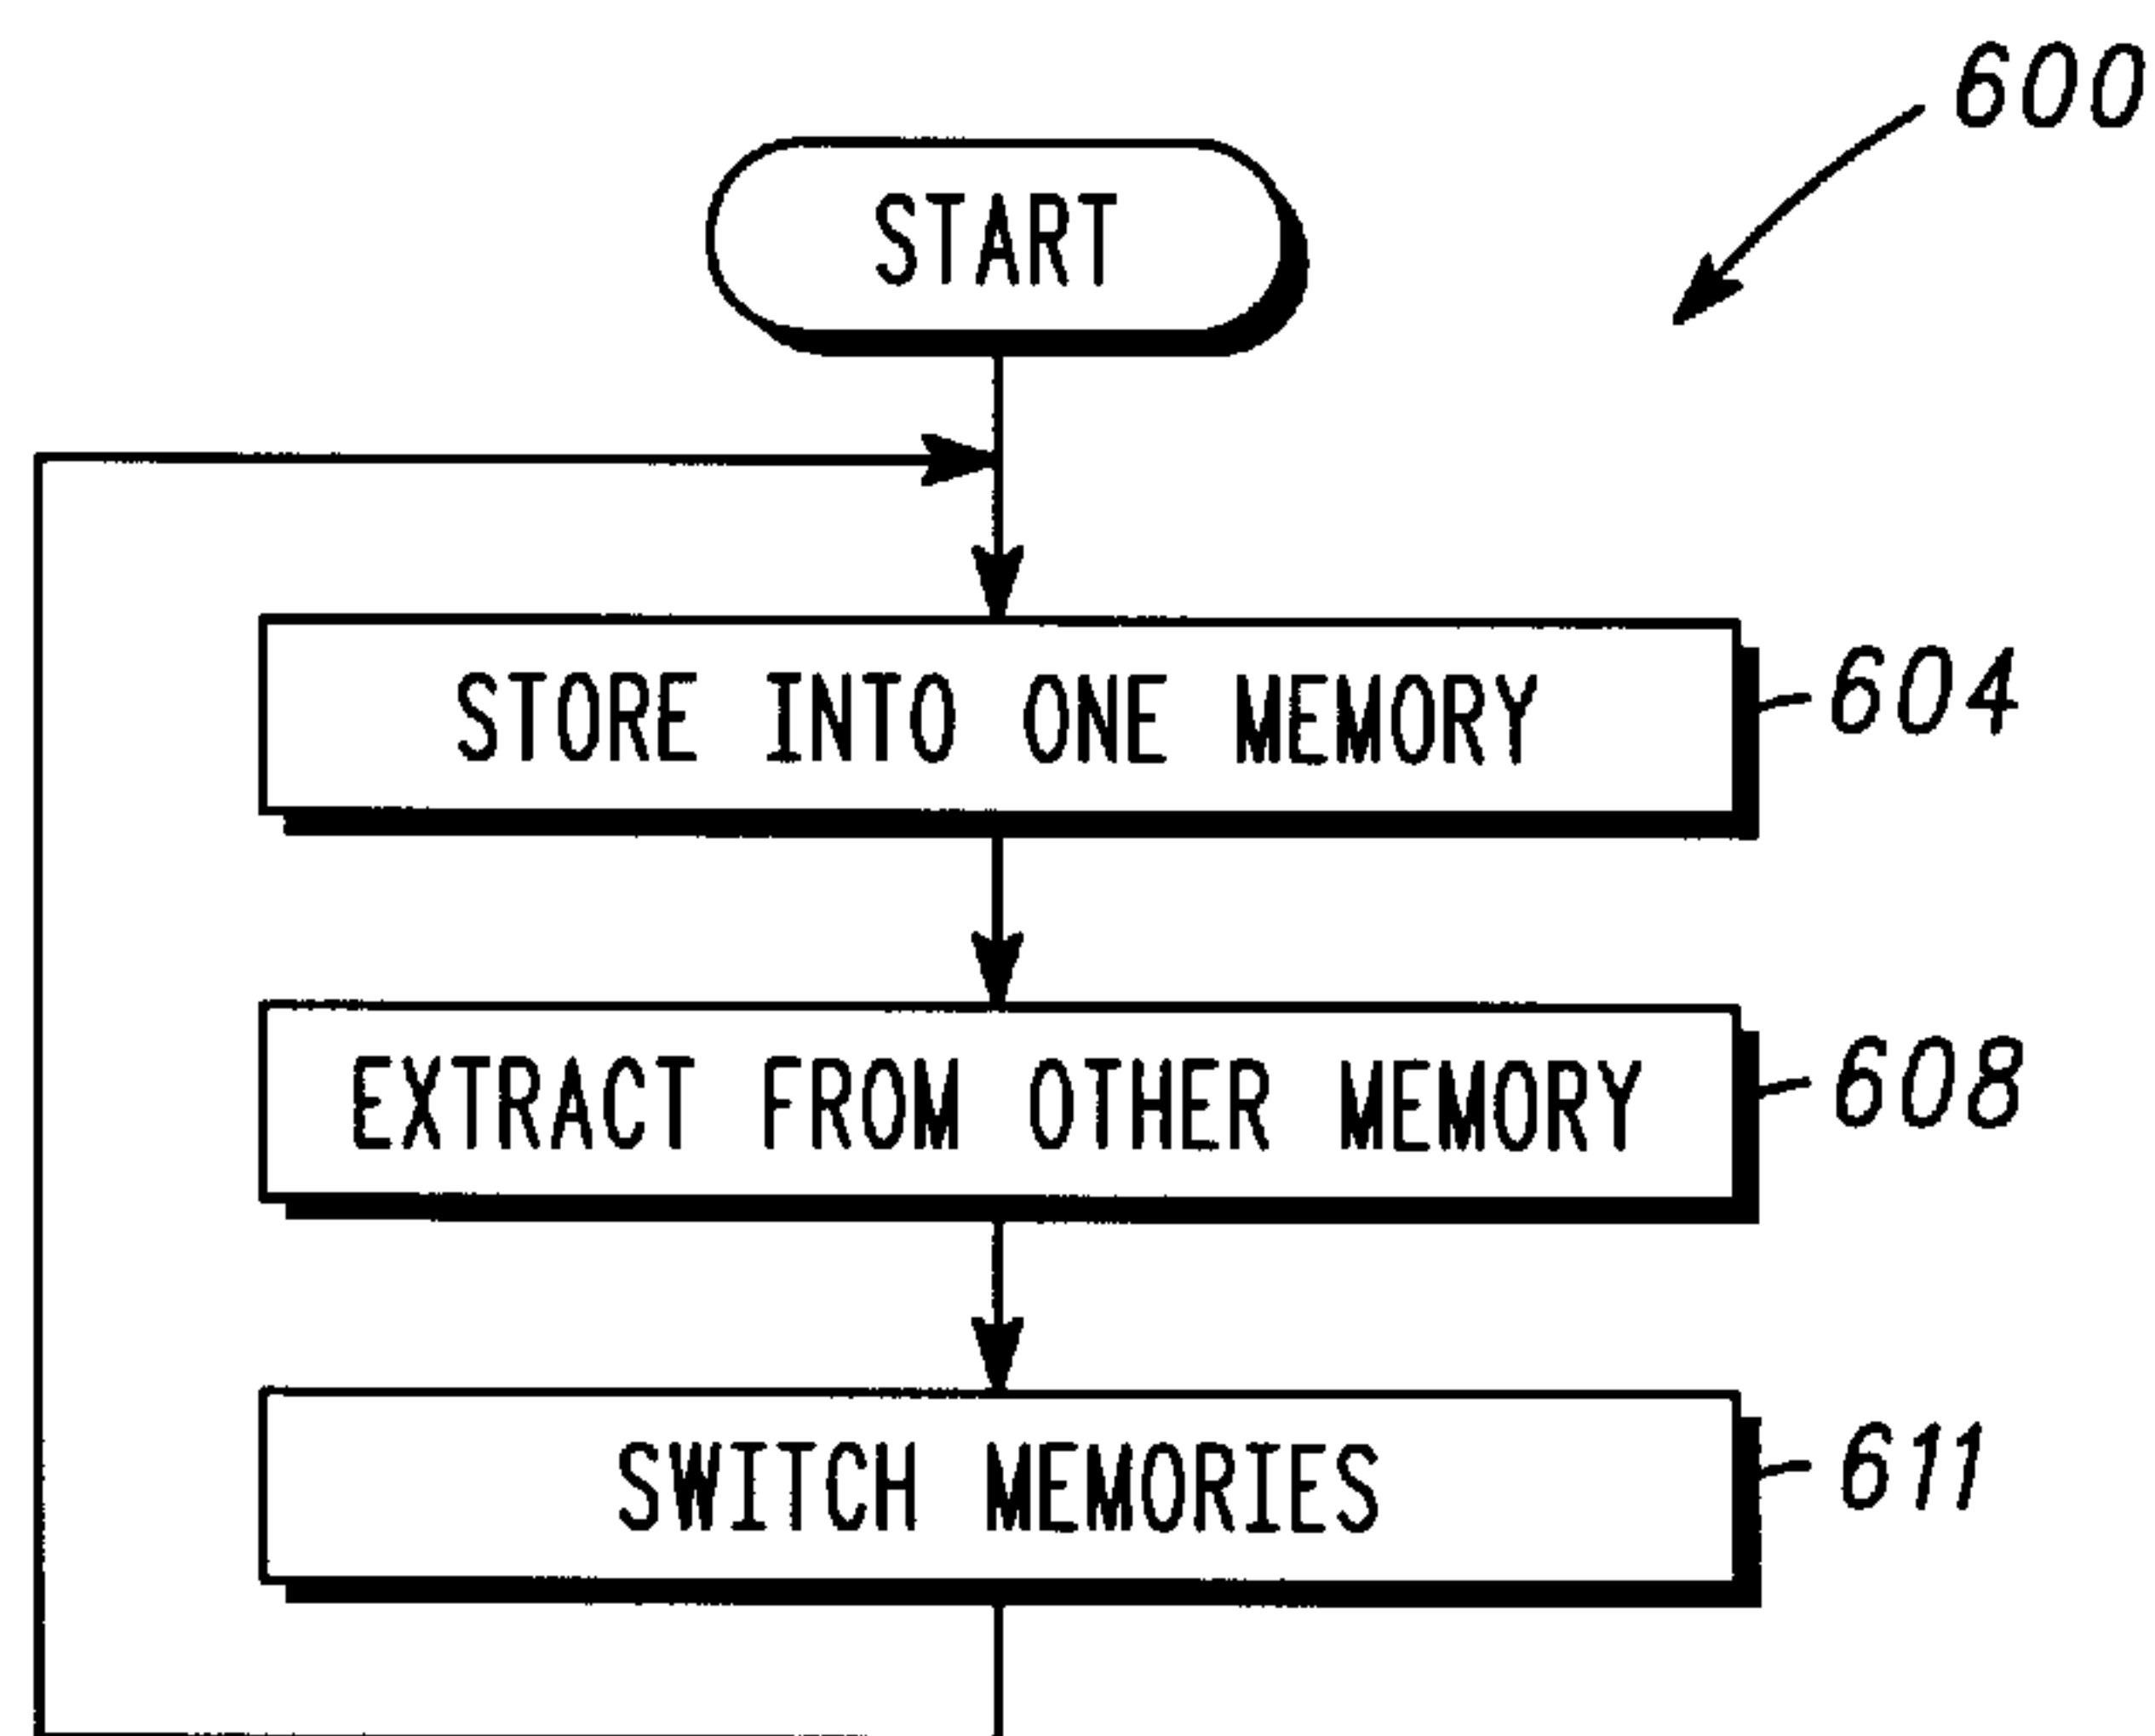 600
START
STORE INTO ONE MEMORY
604
EXTRACT FROM OTHER MEMORY
608
SWITCH MEMORIES
611